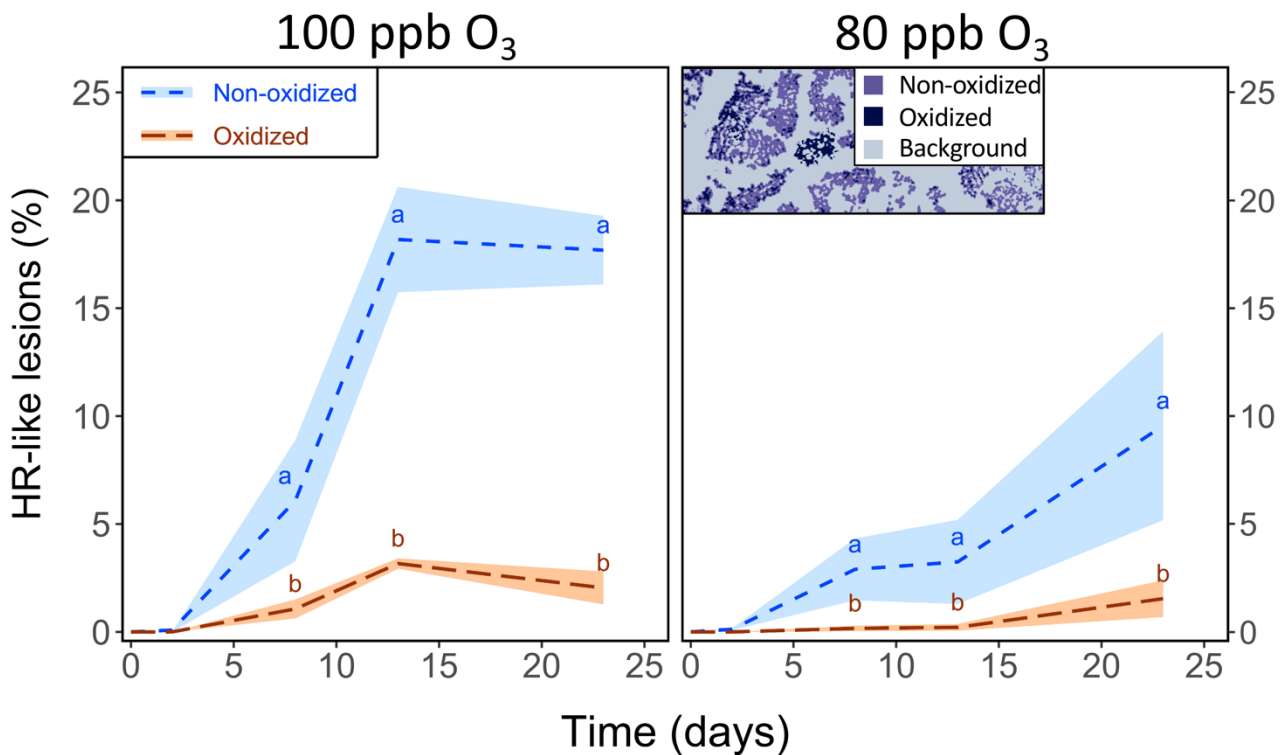 100 ppb O₃
80 ppb O₃
HR-like lesions (%)
25
20
15
10
5
0
Non-oxidized
Oxidized
a
a
a
b
b
b
0 5 10 15 20 25
Non-oxidized
Oxidized
Background
a
a
a
b
b
b
25
20
15
10
5
0
0 5 10 15 20 25
Time (days)